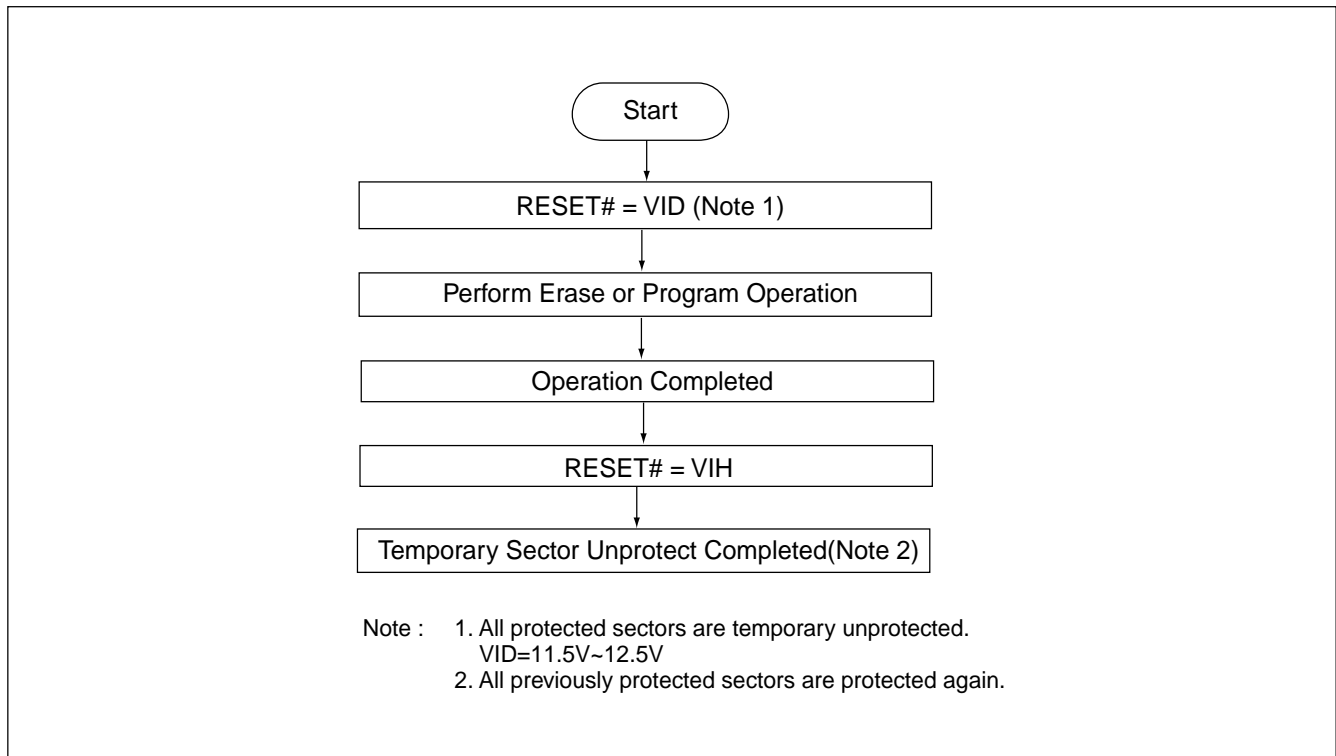 Start
RESET# = VID (Note 1)
Perform Erase or Program Operation
Operation Completed
RESET# = VIH
Temporary Sector Unprotect Completed(Note 2)
Note : 1. All protected sectors are temporary unprotected.
VID=11.5V~12.5V
2. All previously protected sectors are protected again.